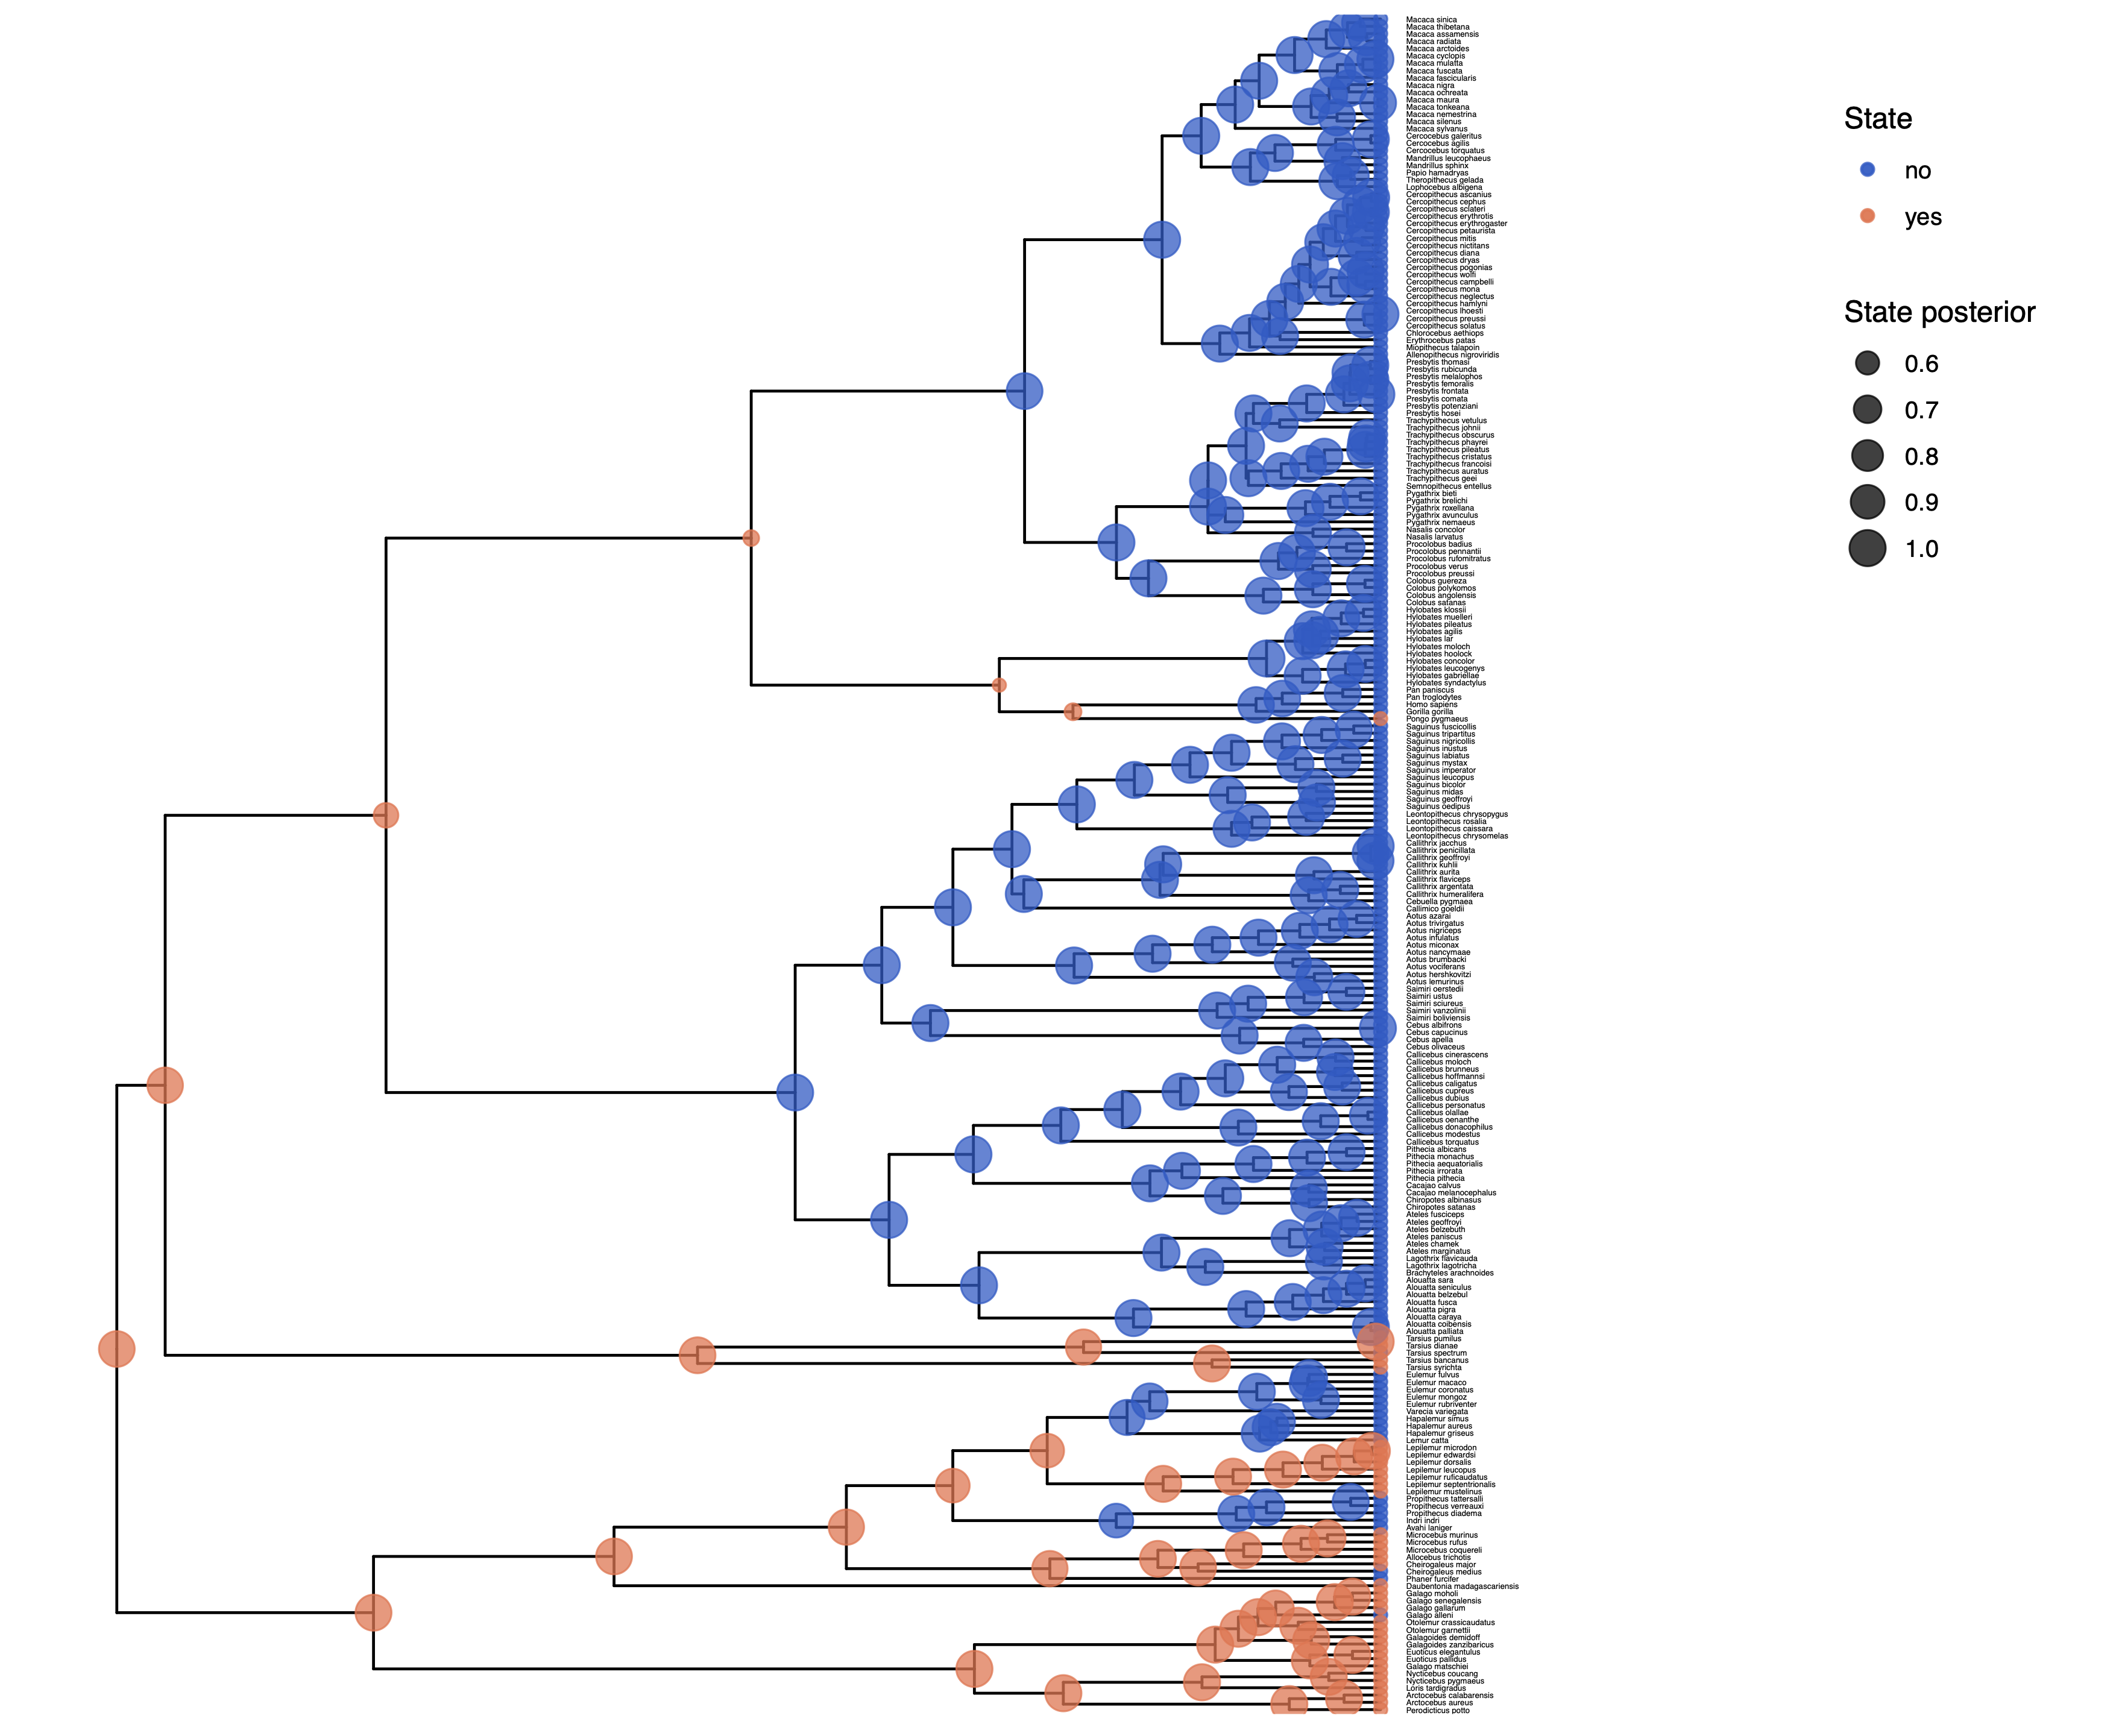 Macaca sinica
Macaca thibetana
Macaca assamensis
Macaca radiata
Macaca arctoides
Macaca cyclopis
Macaca mulatta
Macaca fuscata
Macaca fascicularis
Macaca nigra
Macaca ochreata
Macaca maura
Macaca tonkeana
Macaca nemestrina
Macaca silenus
Macaca sylvanus
Cercocebus galeritus
Cercocebus agilis
Cercocebus torquatus
Mandrillus leucophaeus
Mandrillus sphinx
Papio hamadryas
Theropithecus gelada
Lophocebus albigena
Cercopithecus ascanius
Cercopithecus cephus
Cercopithecus sclateri
Cercopithecus erythrotis
Cercopithecus erythrogaster
Cercopithecus petaurista
Cercopithecus mitis
Cercopithecus nictitans
Cercopithecus diana
Cercopithecus dryas
Cercopithecus pogonias
Cercopithecus wolfi
Cercopithecus campbelli
Cercopithecus mona
Cercopithecus neglectus
Cercopithecus hamlyni
Cercopithecus lhoesti
Cercopithecus preussi
Cercopithecus solatus
Chlorocebus aethiops
Erythrocebus patas
Miopithecus talapoin
Allenopithecus nigroviridis
Presbytis thomasi
Presbytis rubicunda
Presbytis melalophos
Presbytis femoralis
Presbytis frontata
Presbytis comata
Presbytis potenziani
Presbytis hosei
Trachypithecus vetulus
Trachypithecus johnii
Trachypithecus obscurus
Trachypithecus phayrei
Trachypithecus pileatus
Trachypithecus cristatus
Trachypithecus francoisi
Trachypithecus auratus
Trachypithecus geei
Semnopithecus entellus
Pygathrix bieti
Pygathrix brelichi
Pygathrix roxellana
Pygathrix avunculus
Pygathrix nemaeus
Nasalis concolor
Nasalis larvatus
Procolobus badius
Procolobus pennantii
Procolobus rufomitratus
Procolobus verus
Procolobus preussi
Colobus guereza
Colobus polykomos
Colobus angolensis
Colobus satanas
Hylobates klossii
Hylobates muelleri
Hylobates pileatus
Hylobates agilis
Hylobates lar
Hylobates moloch
Hylobates hoolock
Hylobates concolor
Hylobates leucogenys
Hylobates gabriellae
Hylobates syndactylus
Pan paniscus
Pan troglodytes
Homo sapiens
Gorilla gorilla
Pongo pygmaeus
Saguinus fuscicollis
Saguinus tripartitus
Saguinus nigricollis
Saguinus inustus
Saguinus labiatus
Saguinus mystax
Saguinus imperator
Saguinus leucopus
Saguinus bicolor
Saguinus midas
Saguinus geoffroyi
Saguinus oedipus
Leontopithecus chrysopygus
Leontopithecus rosalia
Leontopithecus caissara
Leontopithecus chrysomelas
Callithrix jacchus
Callithrix penicillata
Callithrix geoffroyi
Callithrix kuhlii
Callithrix aurita
Callithrix flaviceps
Callithrix argentata
Callithrix humeralifera
Cebuella pygmaea
Callimico goeldii
Aotus azarai
Aotus trivirgatus
Aotus nigriceps
Aotus infulatus
Aotus miconax
Aotus nancymaae
Aotus brumbacki
Aotus vociferans
Aotus hershkovitzi
Aotus lemurinus
Saimiri oerstedii
Saimiri ustus
Saimiri sciureus
Saimiri vanzolinii
Saimiri boliviensis
Cebus albifrons
Cebus capucinus
Cebus apella
Cebus olivaceus
Callicebus cinerascens
Callicebus moloch
Callicebus brunneus
Callicebus hoffmannsi
Callicebus caligatus
Callicebus cupreus
Callicebus dubius
Callicebus personatus
Callicebus olallae
Callicebus oenanthe
Callicebus donacophilus
Callicebus modestus
Callicebus torquatus
Pithecia albicans
Pithecia monachus
Pithecia aequatorialis
Pithecia irrorata
Pithecia pithecia
Cacajao calvus
Cacajao melanocephalus
Chiropotes albinasus
Chiropotes satanas
Ateles fusciceps
Ateles geoffroyi
Ateles belzebuth
Ateles paniscus
Ateles chamek
Ateles marginatus
Lagothrix flavicauda
Lagothrix lagotricha
Brachyteles arachnoides
Alouatta sara
Alouatta seniculus
Alouatta belzebul
Alouatta fusca
Alouatta pigra
Alouatta caraya
Alouatta coibensis
Alouatta palliata
Tarsius pumilus
Tarsius dianae
Tarsius spectrum
Tarsius bancanus
Tarsius syrichta
Eulemur fulvus
Eulemur macaco
Eulemur coronatus
Eulemur mongoz
Eulemur rubriventer
Varecia variegata
Hapalemur simus
Hapalemur aureus
Hapalemur griseus
Lemur catta
Lepilemur microdon
Lepilemur edwardsi
Lepilemur dorsalis
Lepilemur leucopus
Lepilemur ruficaudatus
Lepilemur septentrionalis
Lepilemur mustelinus
Propithecus tattersalli
Propithecus verreauxi
Propithecus diadema
Indri indri
Avahi laniger
Microcebus murinus
Microcebus rufus
Microcebus coquereli
Allocebus trichotis
Cheirogaleus major
Cheirogaleus medius
Phaner furcifer
Daubentonia madagascariensis
Galago moholi
Galago senegalensis
Galago gallarum
Galago alleni
Otolemur crassicaudatus
Otolemur garnettii
Galagoides demidoff
Galagoides zanzibaricus
Euoticus elegantulus
Euoticus pallidus
Galago matschiei
Nycticebus coucang
Nycticebus pygmaeus
Loris tardigradus
Arctocebus calabarensis
Arctocebus aureus
Perodicticus potto
State
no
yes
State posterior
0.6
0.7
0.8
0.9
1.0